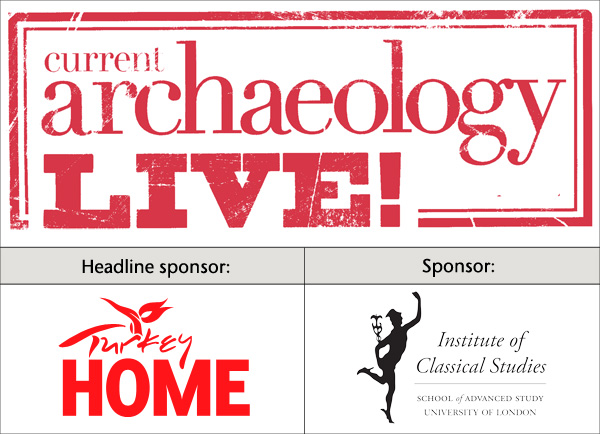 current
archaeology
LIVE!
Headline sponsor:
Sponsor:
Turkey
HOME
Institute of
Classical Studies
SCHOOL of ADVANCED STUDY
UNIVERSITY OF LONDON